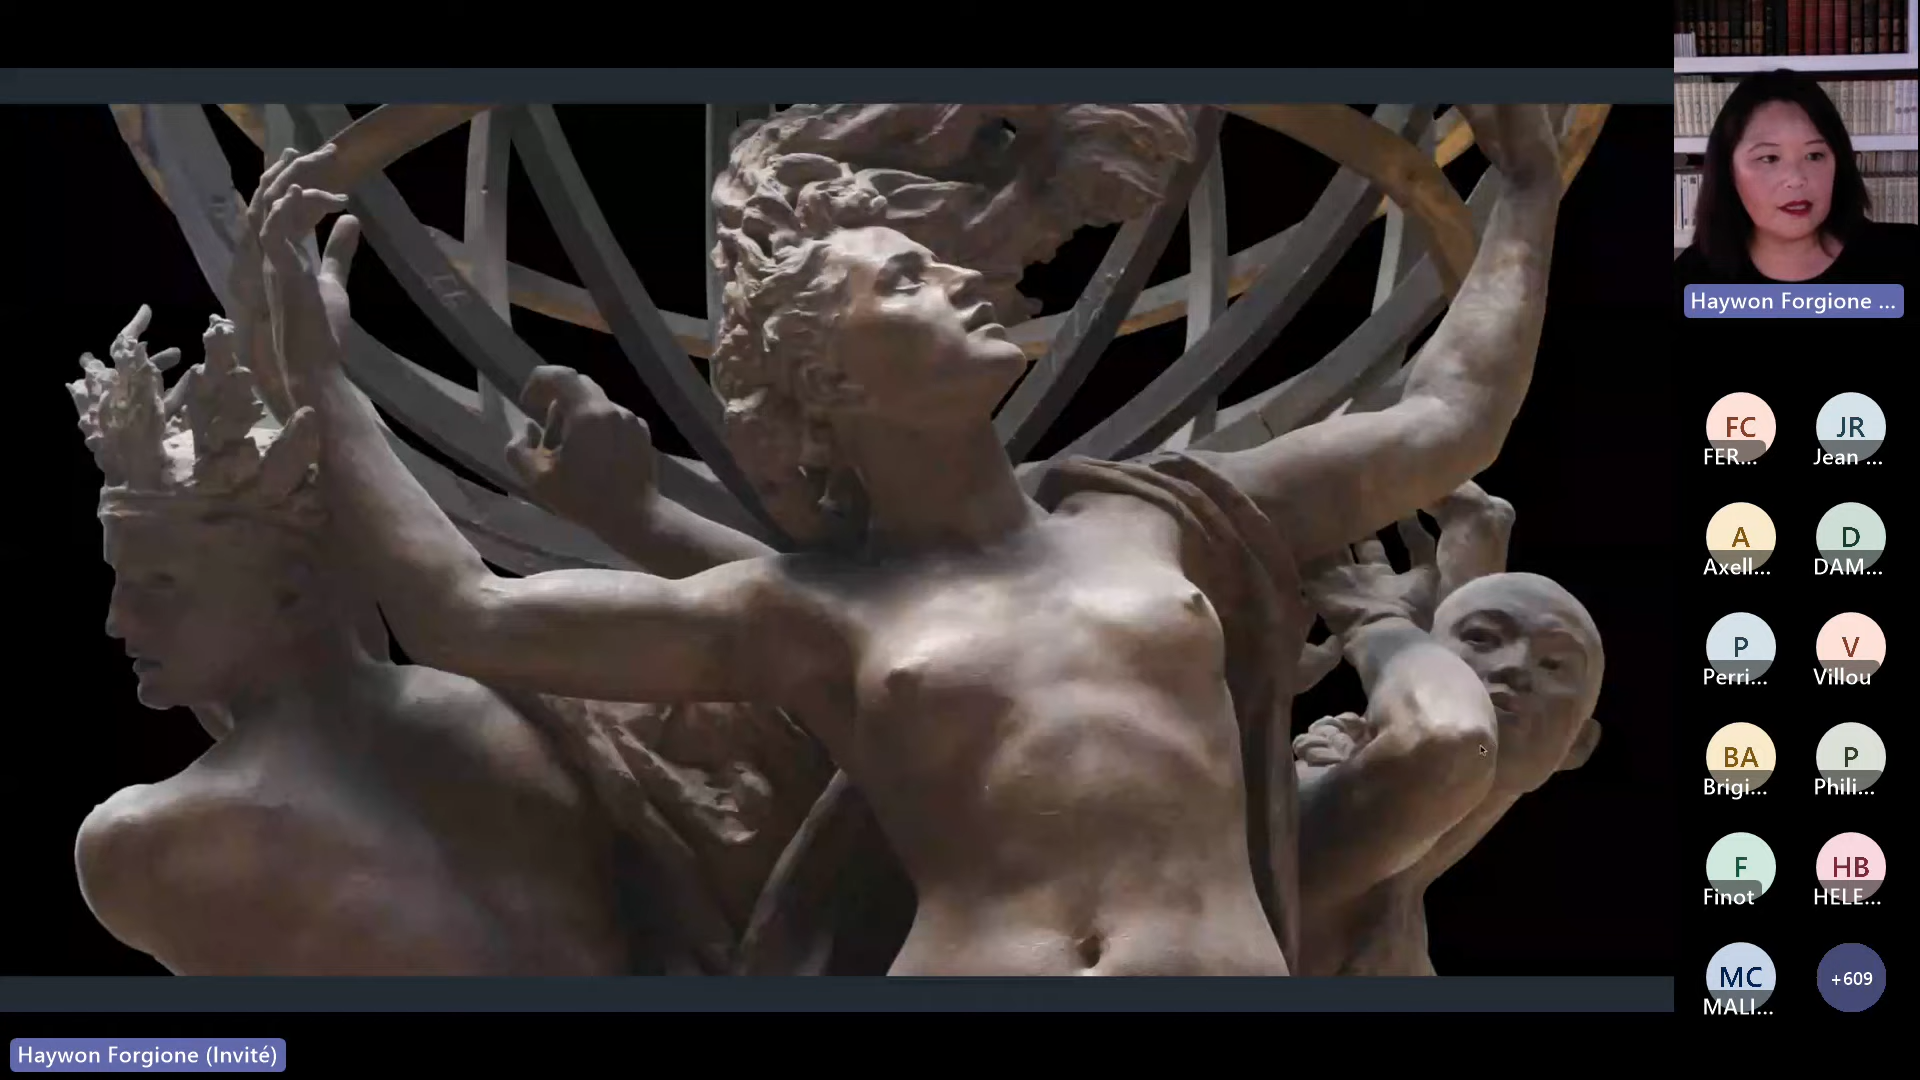 Haywon Forgione ...
FC
FER...
JR
Jean ...
A
Axell...
D
DAM...
P
Perri...
V
Villou
BA
Brigi...
P
Phili...
F
Finot
HB
HELE...
MC
MALI...
+609
Haywon Forgione (Invité)